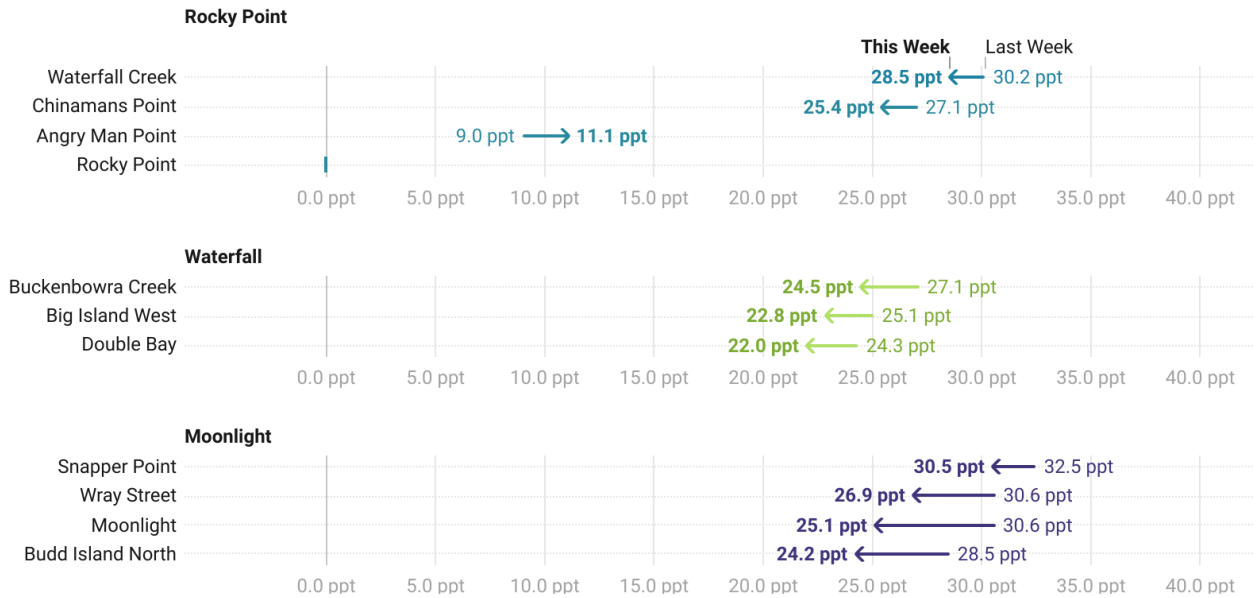 Rocky Point
This Week Last Week
Waterfall Creek 28.5 ppt 30.2 ppt
Chinamans Point 25.4 ppt 27.1 ppt
Angry Man Point 9.0 ppt 11.1 ppt
Rocky Point
0.0 ppt 5.0 ppt 10.0 ppt 15.0 ppt 20.0 ppt 25.0 ppt 30.0 ppt 35.0 ppt 40.0 ppt
Waterfall
Buckenbowra Creek 24.5 ppt 27.1 ppt
Big Island West 22.8 ppt 25.1 ppt
Double Bay 22.0 ppt 24.3 ppt
0.0 ppt 5.0 ppt 10.0 ppt 15.0 ppt 20.0 ppt 25.0 ppt 30.0 ppt 35.0 ppt 40.0 ppt
Moonlight
Snapper Point 30.5 ppt 32.5 ppt
Wray Street 26.9 ppt 30.6 ppt
Moonlight 25.1 ppt 30.6 ppt
Budd Island North 24.2 ppt 28.5 ppt
0.0 ppt 5.0 ppt 10.0 ppt 15.0 ppt 20.0 ppt 25.0 ppt 30.0 ppt 35.0 ppt 40.0 ppt